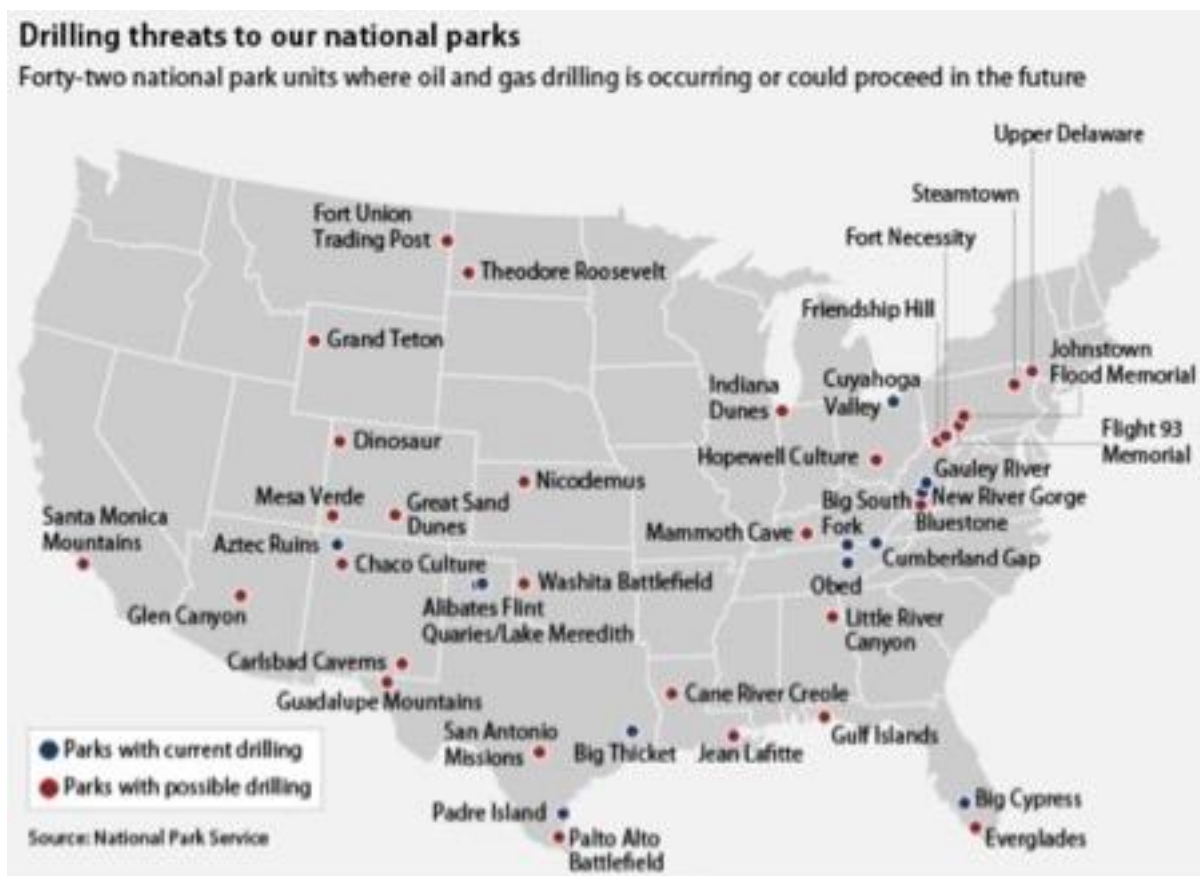 Drilling threats to our national parks
Forty-two national park units where oil and gas drilling is occurring or could proceed in the future
Upper Delaware
Steamtown
Fort Necessity
Friendship Hill
Fort Union
Trading Post
Theodore Roosevelt
Grand Teton
Johnstown
Flood Memorial
Indiana
Dunes
Cuyahoga
Valley
Flight 93
Memorial
Dinosaur
Hopewell Culture
Gauley River
Nicodemus
Mesa Verde
Great Sand
Dunes
Big South
Fork
New River Gorge
Bluestone
Santa Monica
Mountains
Aztec Ruins
Mammoth Cave
Cumberland Gap
Chaco Culture
Washita Battlefield
Obed
Glen Canyon
Alibates Flint
Quaries/Lake Meredith
Little River
Canyon
Carlsbad Caverns
Guadalupe Mountains
Cane River Creole
San Antonio
Missions
Big Thicket
Jean Lafitte
Gulf Islands
Parks with current drilling
Parks with possible drilling
Padre Island
Big Cypress
Palto Alto
Battlefield
Everglades
Source: National Park Service